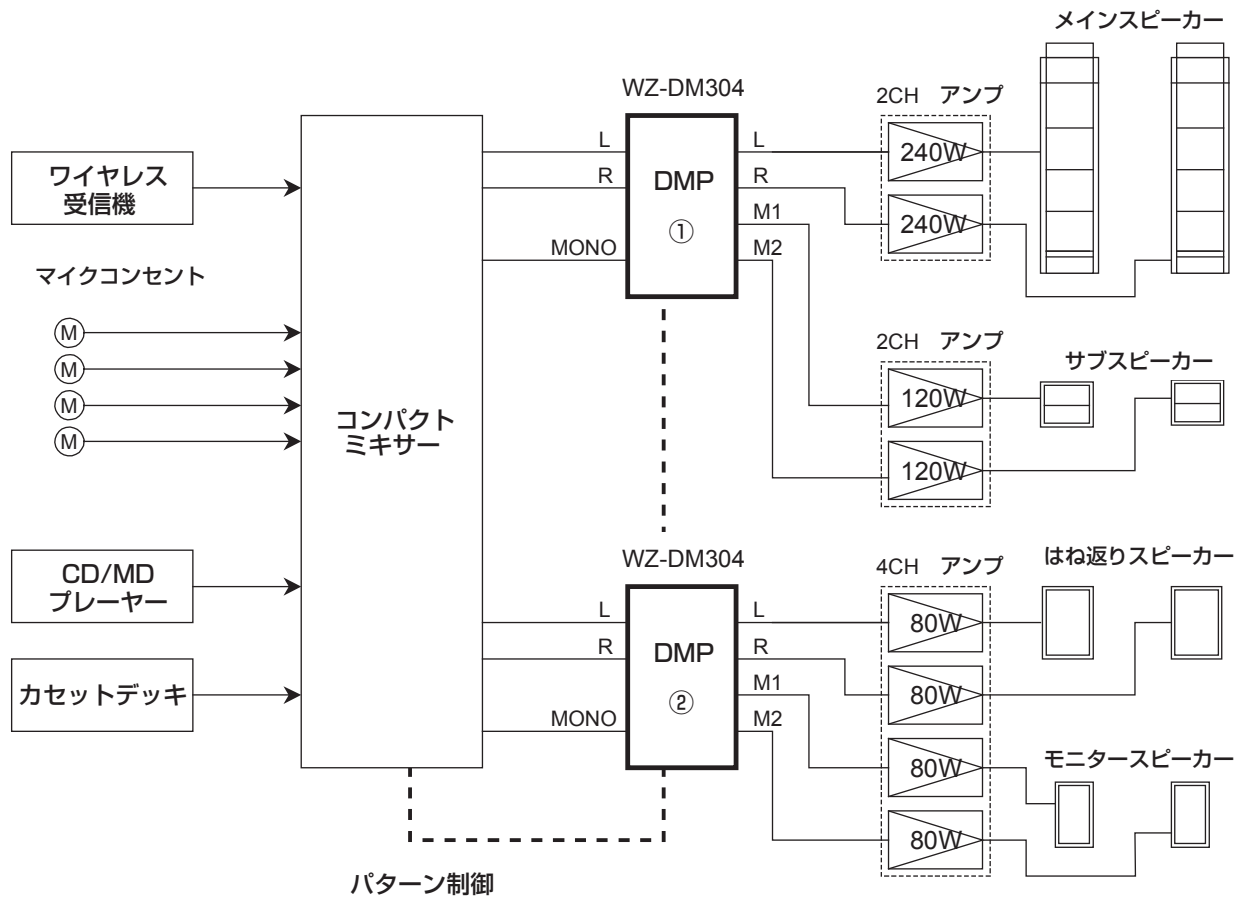 メインスピーカー
WZ-DM304
2CH アンプ
L
L
240W
ワイヤレス
受信機
R
DMP
R
①
M1
240W
MONO
M2
マイクコンセント
M
M
M
M
2CH アンプ
サブスピーカー
120W
120W
コンパクト
ミキサー
WZ-DM304
4CH アンプ
はね返りスピーカー
CD/MD
プレーヤー
L
L
80W
R
DMP
R
②
M1
80W
カセットデッキ
MONO
M2
モニタースピーカー
80W
80W
パターン制御